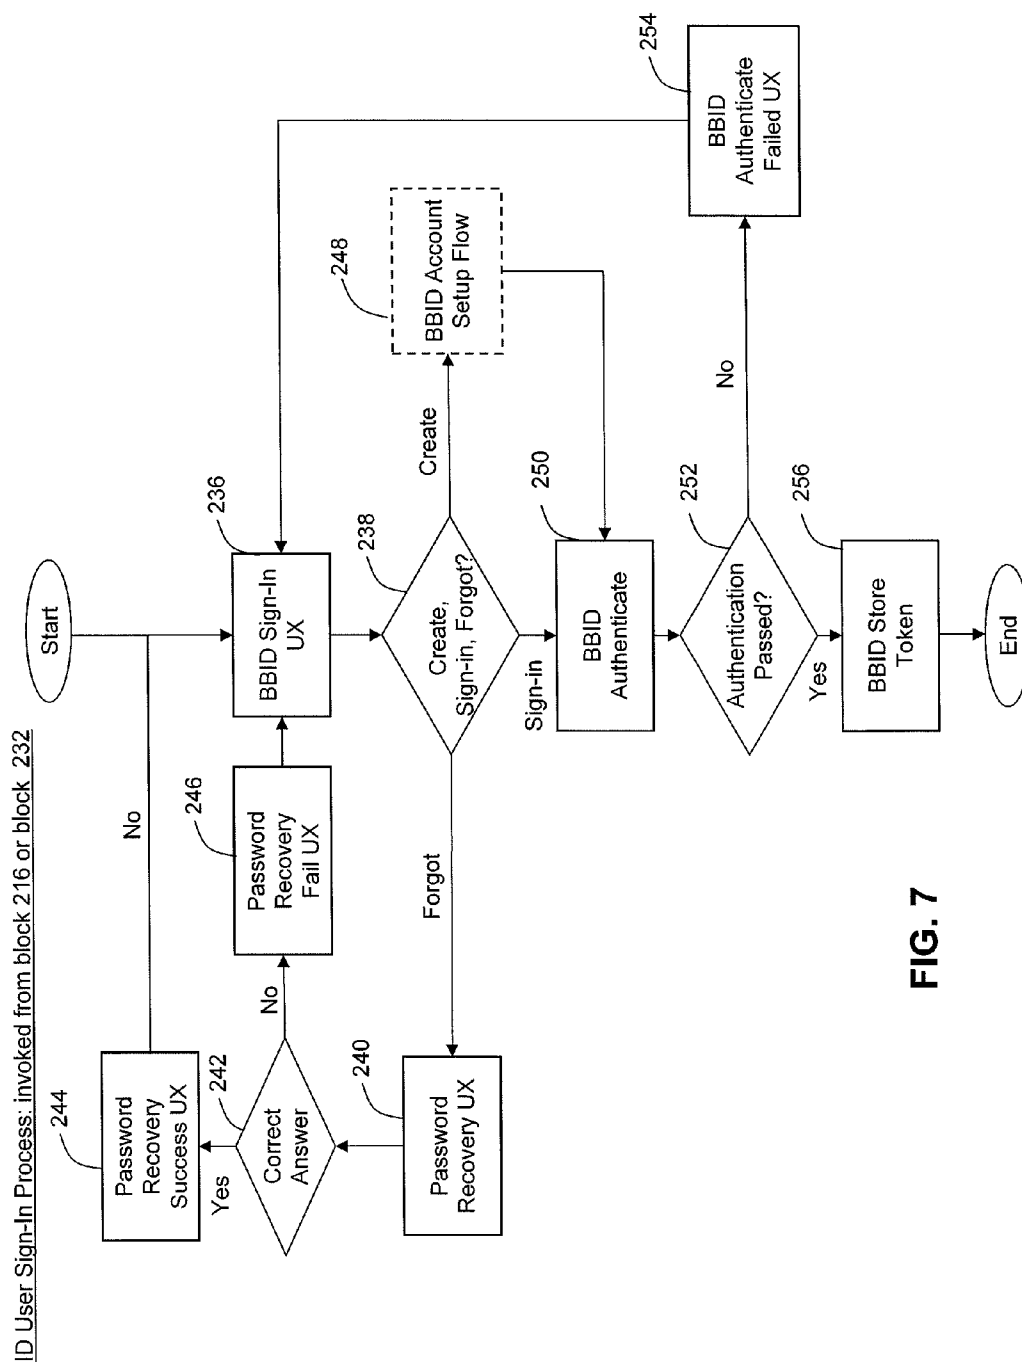 ID User Sign-In Process: invoked from block 216 or block 232
Start
No
244
Password
Recovery
Success UX
Yes
242
Correct
Answer
No
246
Password
Recovery
Fail UX
236
BBID Sign-In
UX
240
Password
Recovery UX
Forgot
238
Create,
Sign-in, Forgot?
Create
248
BBID Account
Setup Flow
Sign-in
250
BBID
Authenticate
252
Authentication
Passed?
No
254
BBID
Authenticate
Failed UX
Yes
256
BBID Store
Token
End
FIG. 7